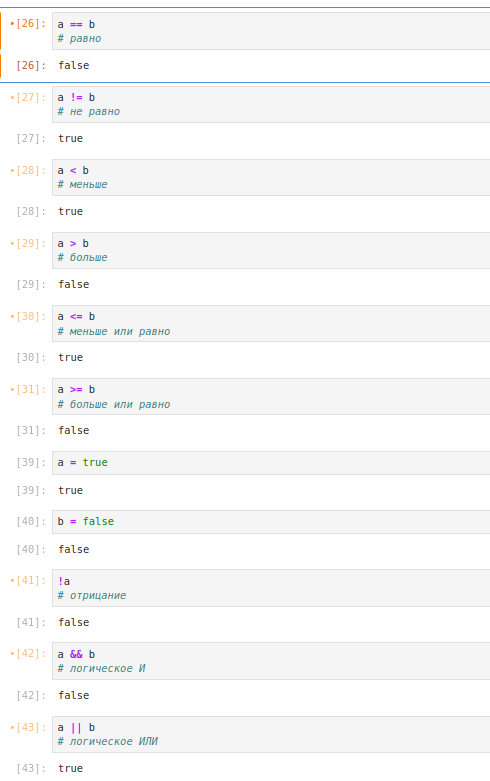 [26]: a == b
# равно
[26]: false
[27]: a != b
# не равно
[27]: true
[28]: a < b
# меньше
[28]: true
[29]: a > b
# больше
[29]: false
[30]: a <= b
# меньше или равно
[30]: true
[31]: a >= b
# больше или равно
[31]: false
[39]: a = true
[39]: true
[40]: b = false
[40]: false
[41]: !a
# отрицание
[41]: false
[42]: a && b
# логическое И
[42]: false
[43]: a || b
# логическое ИЛИ
[43]: true